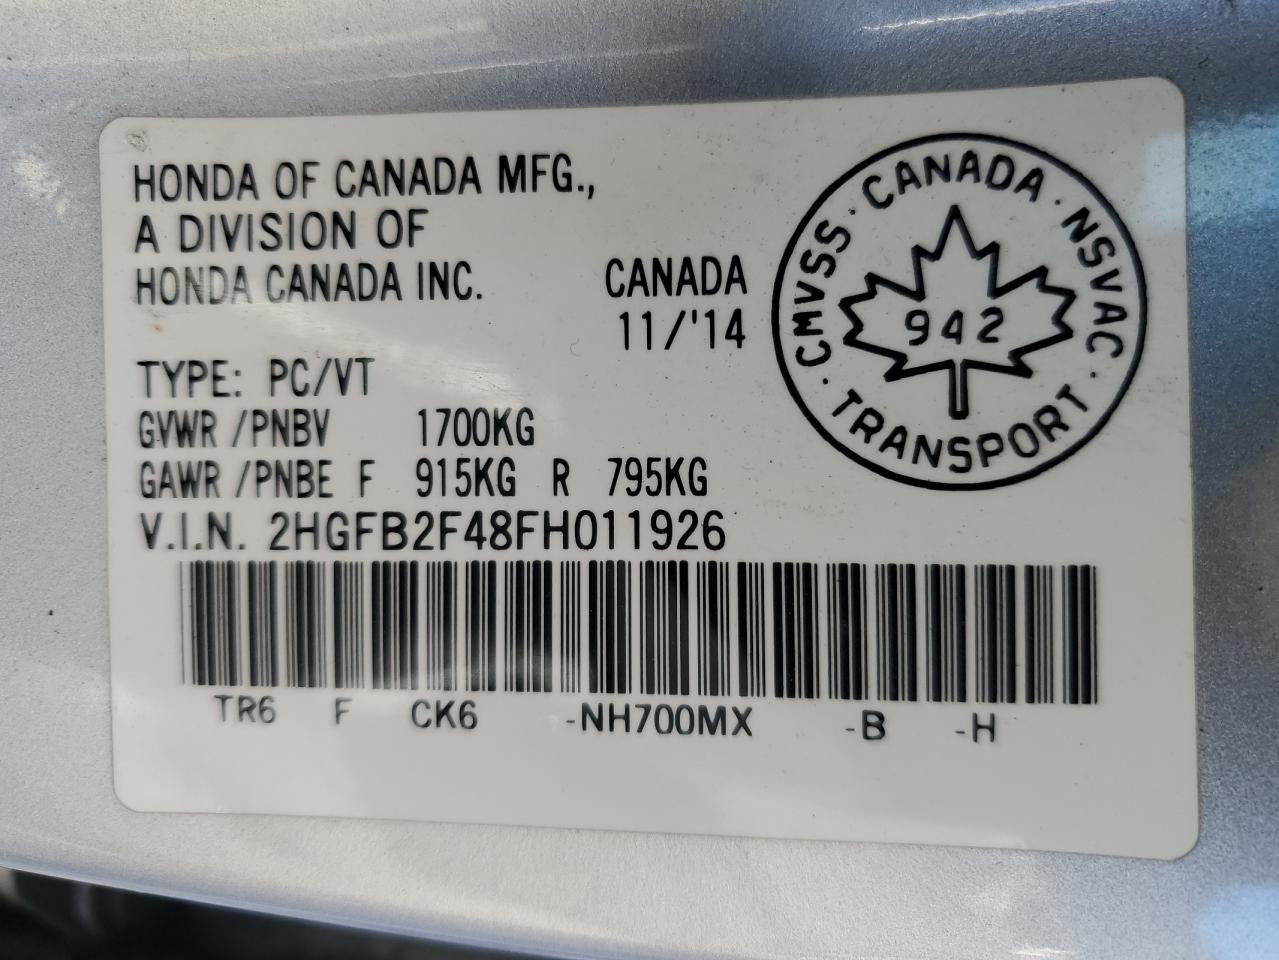 HONDA OF CANADA MFG.,
A DIVISION OF
HONDA CANADA INC.
CANADA
11/'14
TYPE: PC/VT
GVWR /PNBV 1700KG
GAWR /PNBE F 915KG R 795KG
V.I.N. 2HGFB2F48FH011926
TR6 F CK6 -NH700MX -B -H
CMVSS · CANADA · NSVAC ·
TRANSPORT ·
942